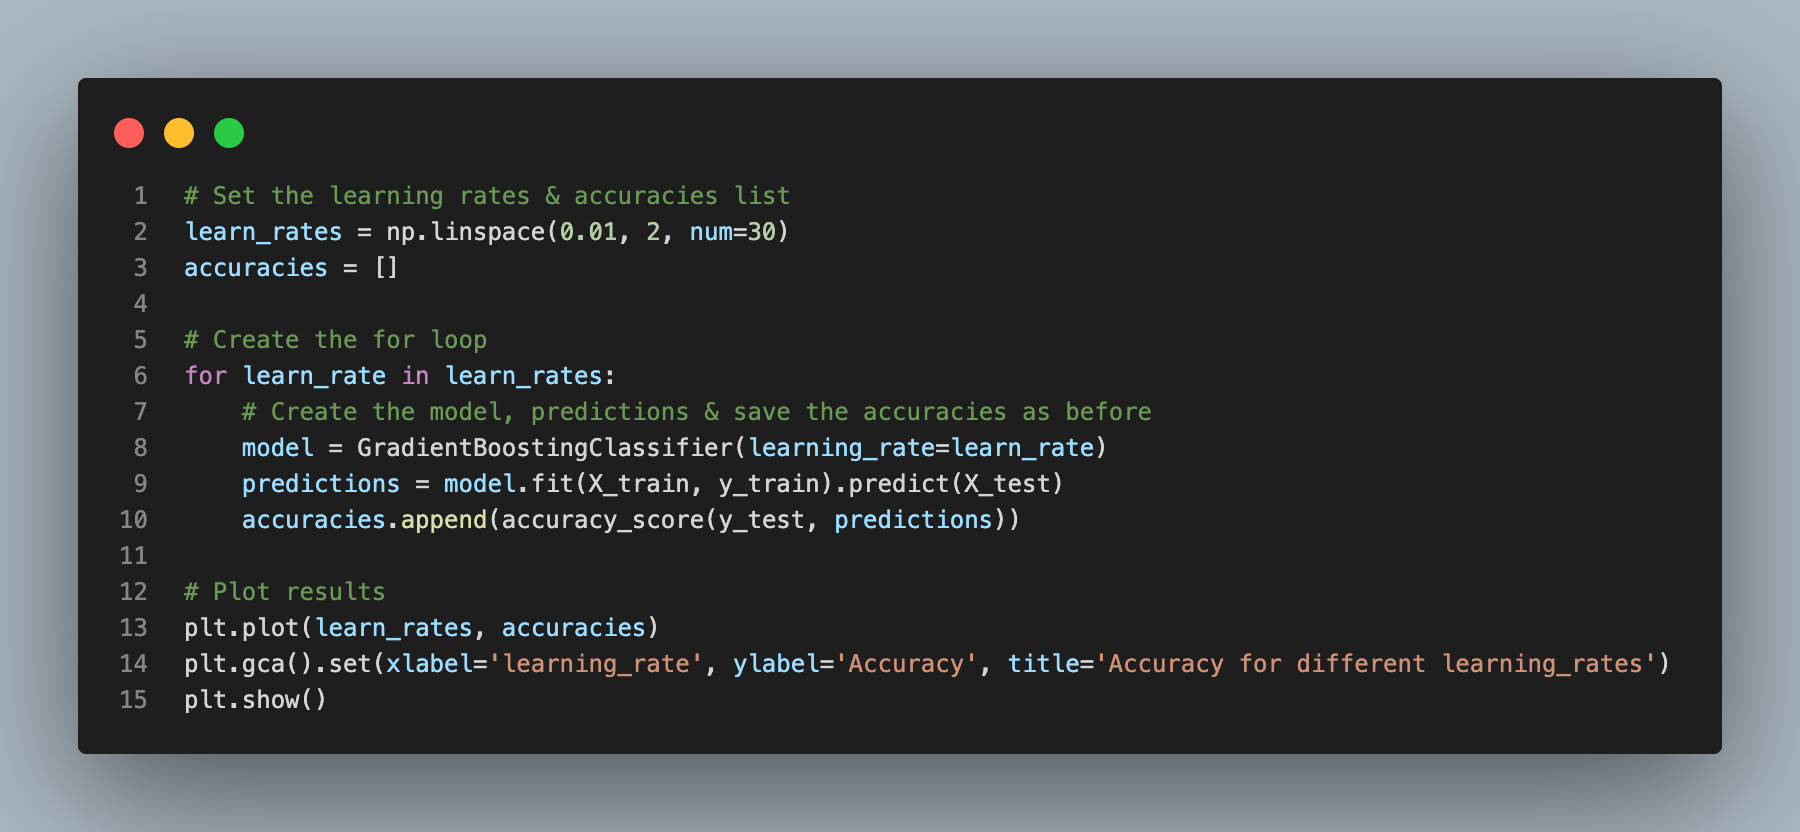 1 # Set the learning rates & accuracies list
2 learn_rates = np.linspace(0.01, 2, num=30)
3 accuracies = []
4
5 # Create the for loop
6 for learn_rate in learn_rates:
7     # Create the model, predictions & save the accuracies as before
8     model = GradientBoostingClassifier(learning_rate=learn_rate)
9     predictions = model.fit(X_train, y_train).predict(X_test)
10     accuracies.append(accuracy_score(y_test, predictions))
11
12 # Plot results
13 plt.plot(learn_rates, accuracies)
14 plt.gca().set(xlabel='learning_rate', ylabel='Accuracy', title='Accuracy for different learning_rates')
15 plt.show()